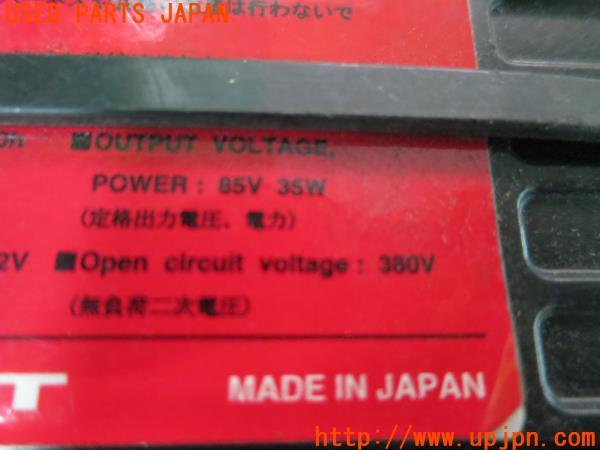 USED PARTS JAPAN
は行わないで
■OUTPUT VOLTAGE,
POWER : 85V 35W
(定格出力電圧、電力)
2V ■Open circuit voltage : 380V
(無負荷二次電圧)
T MADE IN JAPAN
http://www.upjpn.com/